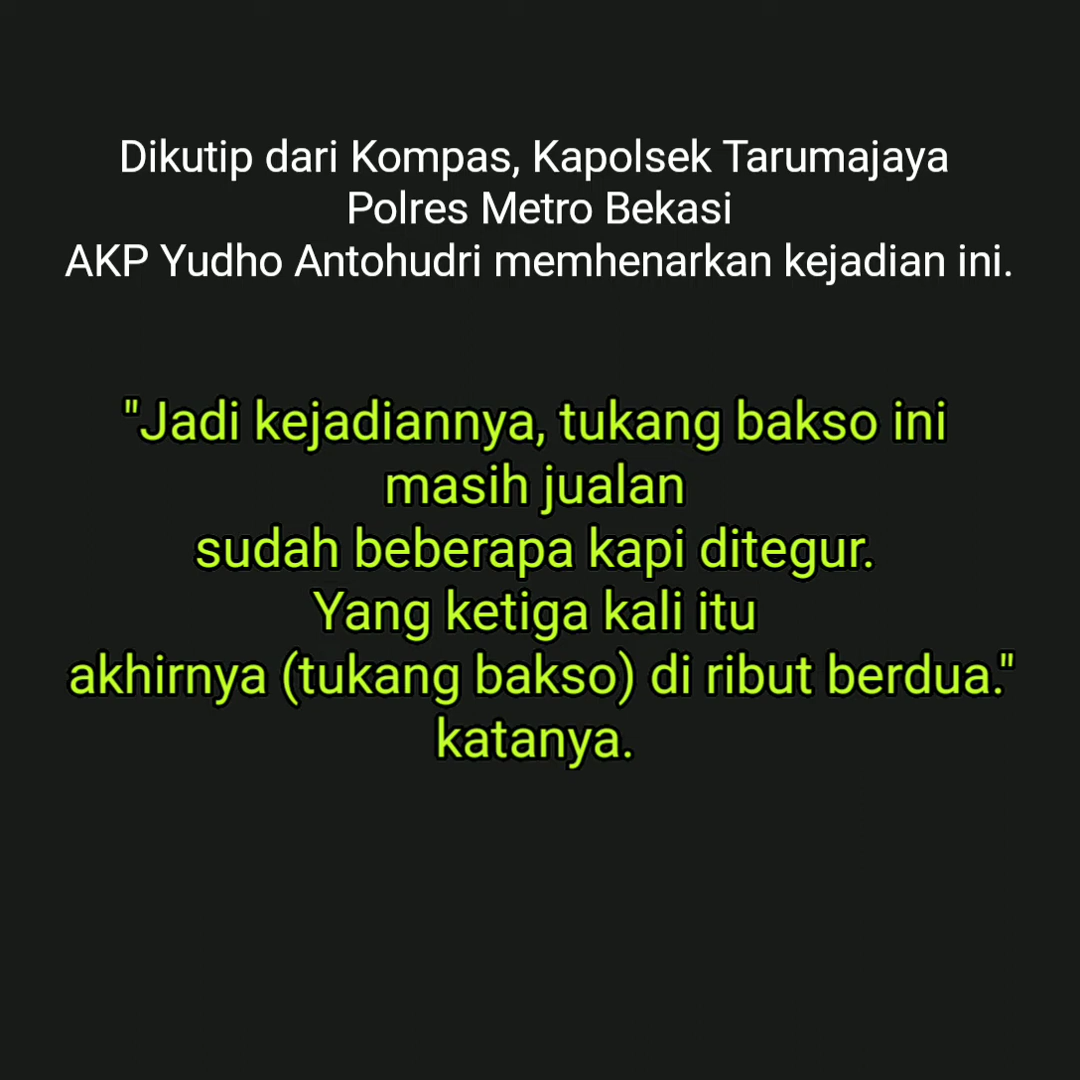 Dikutip dari Kompas, Kapolsek Tarumajaya
Polres Metro Bekasi
AKP Yudho Antohudri memhenarkan kejadian ini.
"Jadi kejadiannya, tukang bakso ini
masih jualan
sudah beberapa kapi ditegur.
Yang ketiga kali itu
akhirnya (tukang bakso) di ribut berdua."
katanya.